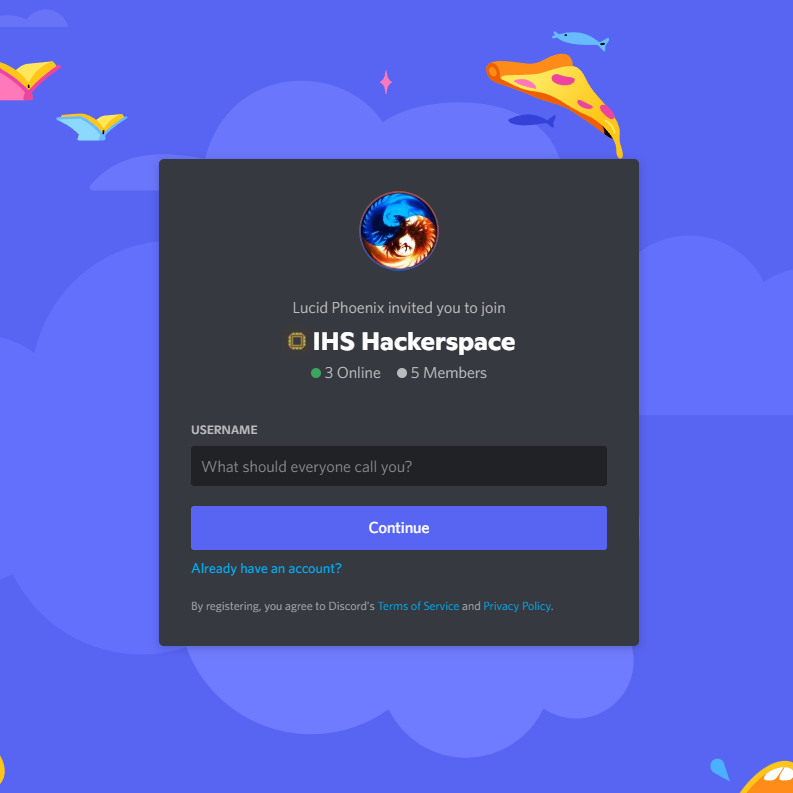 Lucid Phoenix invited you to join
IHS Hackerspace
3 Online 5 Members
USERNAME
What should everyone call you?
Continue
Already have an account?
By registering, you agree to Discord's Terms of Service and Privacy Policy.